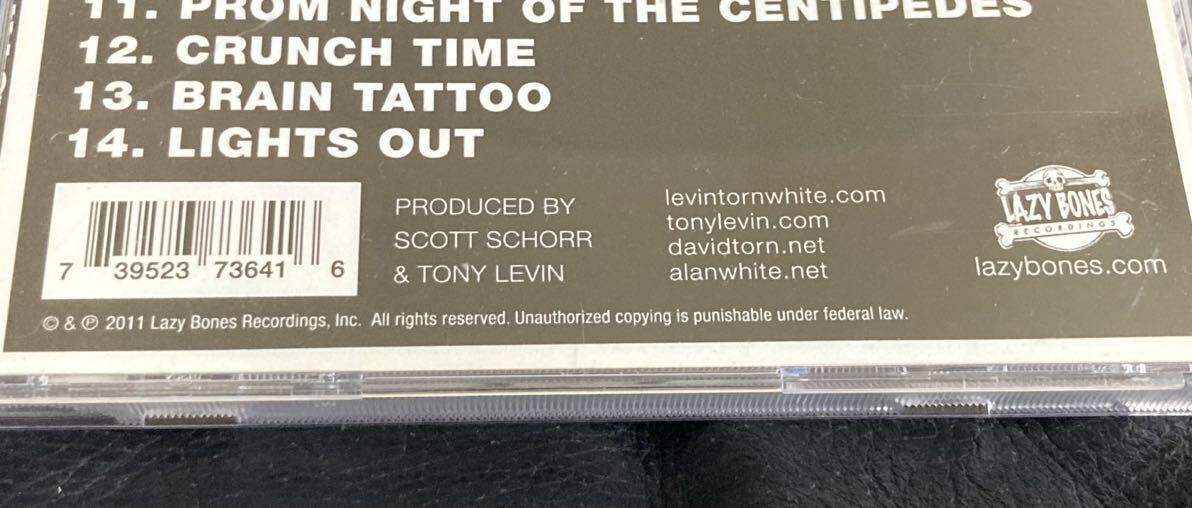 11. PROM NIGHT OF THE CENTIPEDES
12. CRUNCH TIME
13. BRAIN TATTOO
14. LIGHTS OUT
7 39523 73641 6
PRODUCED BY
SCOTT SCHORR
& TONY LEVIN
levintornwhite.com
tonylevin.com
davidtorn.net
alanwhite.net
LAZY BONES
RECORDINGS
lazybones.com
© & ℗ 2011 Lazy Bones Recordings, Inc. All rights reserved. Unauthorized copying is punishable under federal law.